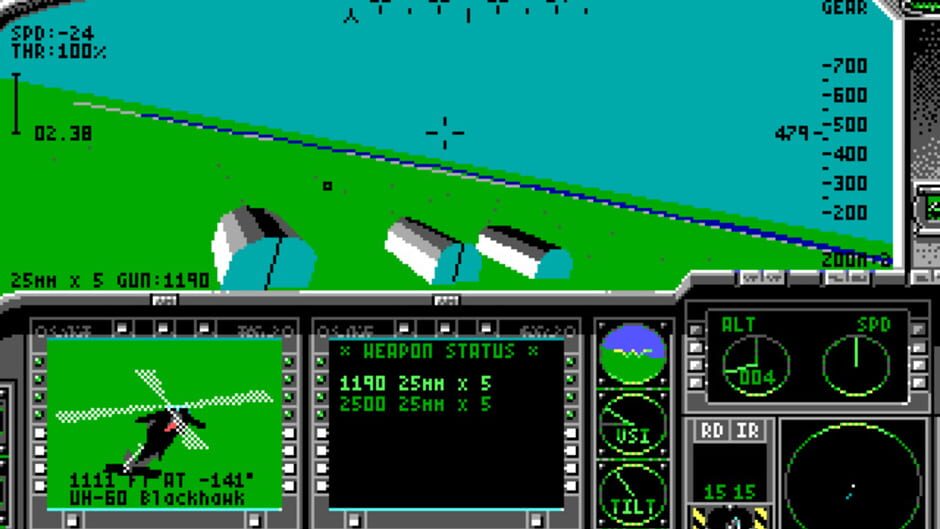 GEAR
SPD:-24
THR:100%
-700
-600
02.38
479-
-500
-400
-300
-200
ZOOM
25MM X 5 GUN:1190
ALT
SPD
* WEAPON STATUS *
004
1190 25MM X 5
2500 25MM X 5
VSI
RD IR
1111 FT AT -141°
UH-60 Blackhawk
15 15
TILT